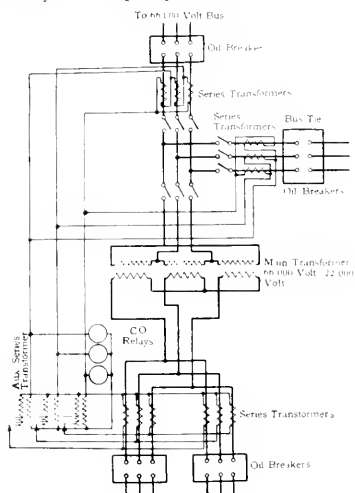 To 66,000 Volt Bus
Oil Breaker
Series Transformers
Series
Transformers
Bus Tie
Oil Breakers
Main Transformer
66,000 Volt 22,000
Volt
CO
Relays
Aux Series
Transformer
Series Transformers
Oil Breakers